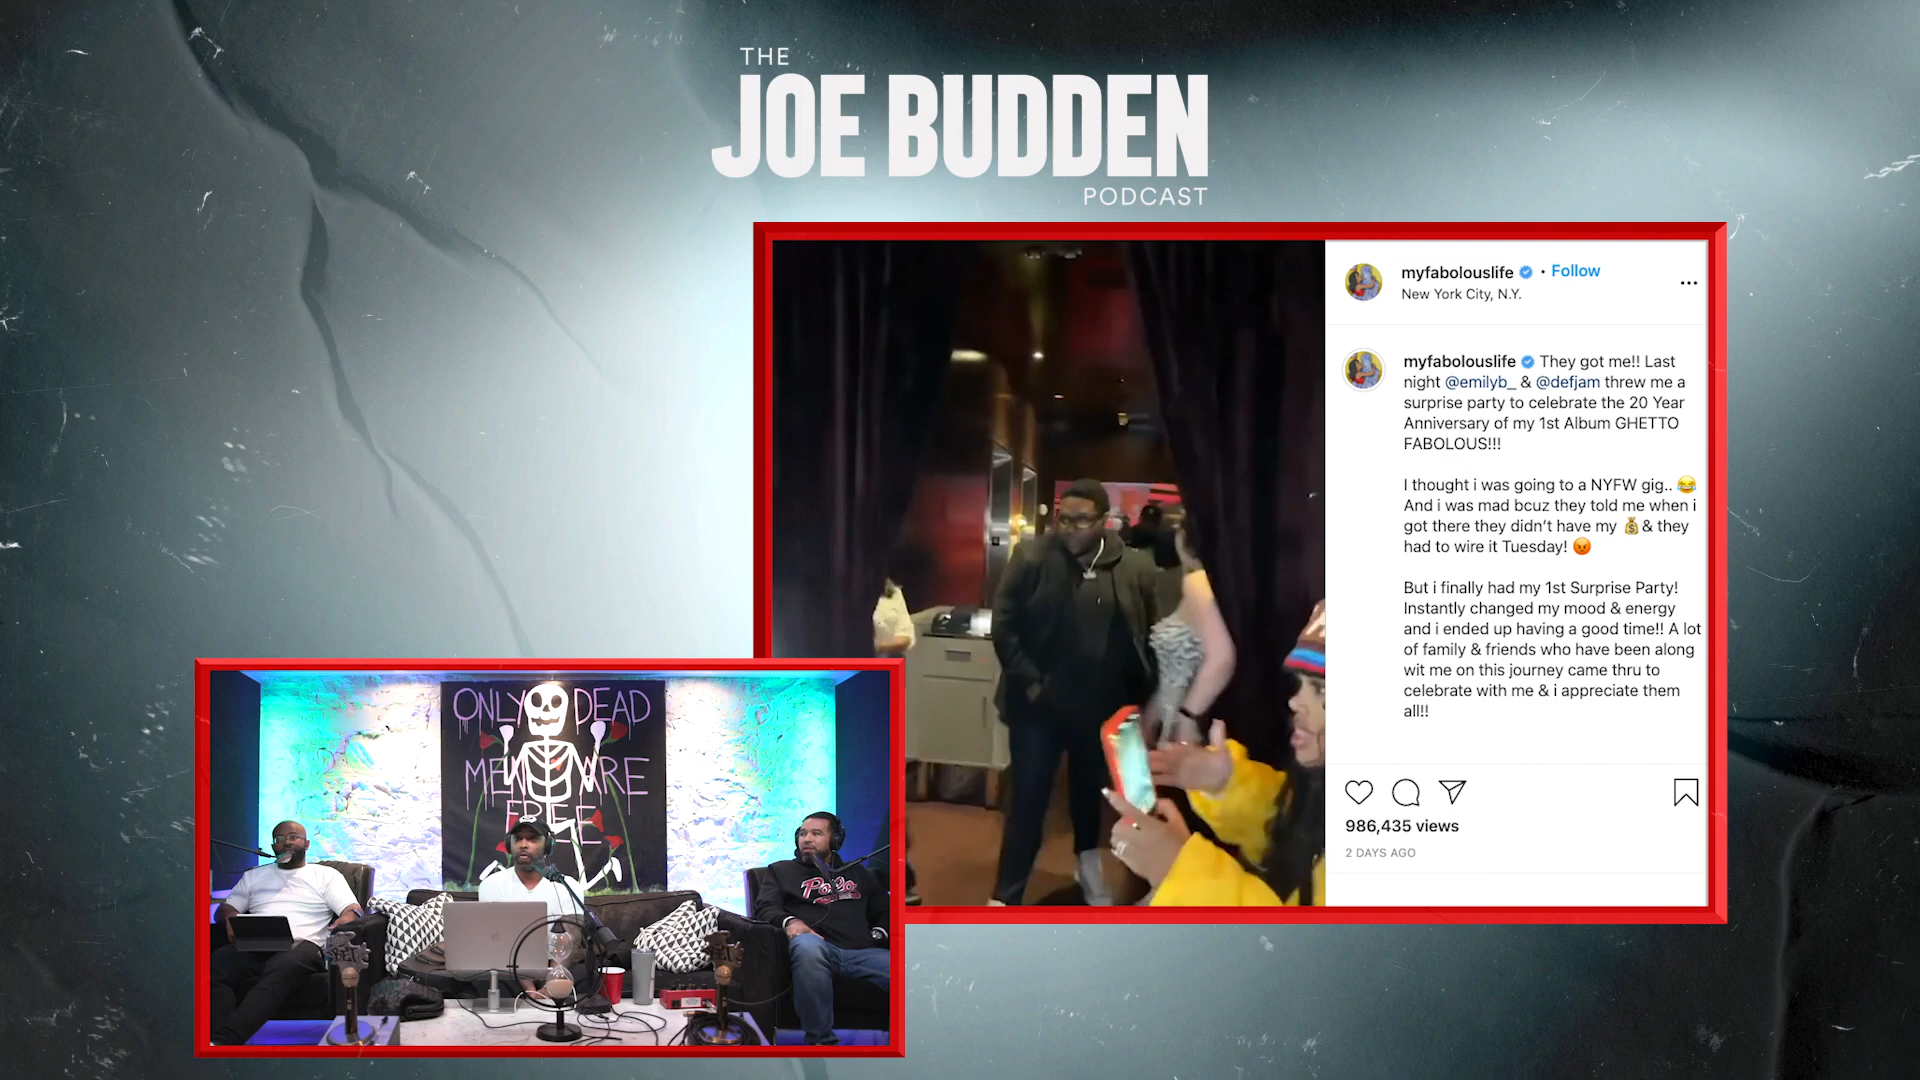 THE
JOE BUDDEN
PODCAST
myfabolouslife • Follow
New York City, N.Y.
myfabolouslife They got me!! Last
night @emilyb_ & @defjam threw me a
surprise party to celebrate the 20 Year
Anniversary of my 1st Album GHETTO
FABOLOUS!!!
I thought i was going to a NYFW gig.. 😂
And i was mad bcuz they told me when i
got there they didn't have my 💰& they
had to wire it Tuesday! 😡
But i finally had my 1st Surprise Party!
Instantly changed my mood & energy
and i ended up having a good time!! A lot
of family & friends who have been along
wit me on this journey came thru to
celebrate with me & i appreciate them
all!!
986,435 views
2 DAYS AGO
ONLY DEAD
MEN ARE
FREE
Polo